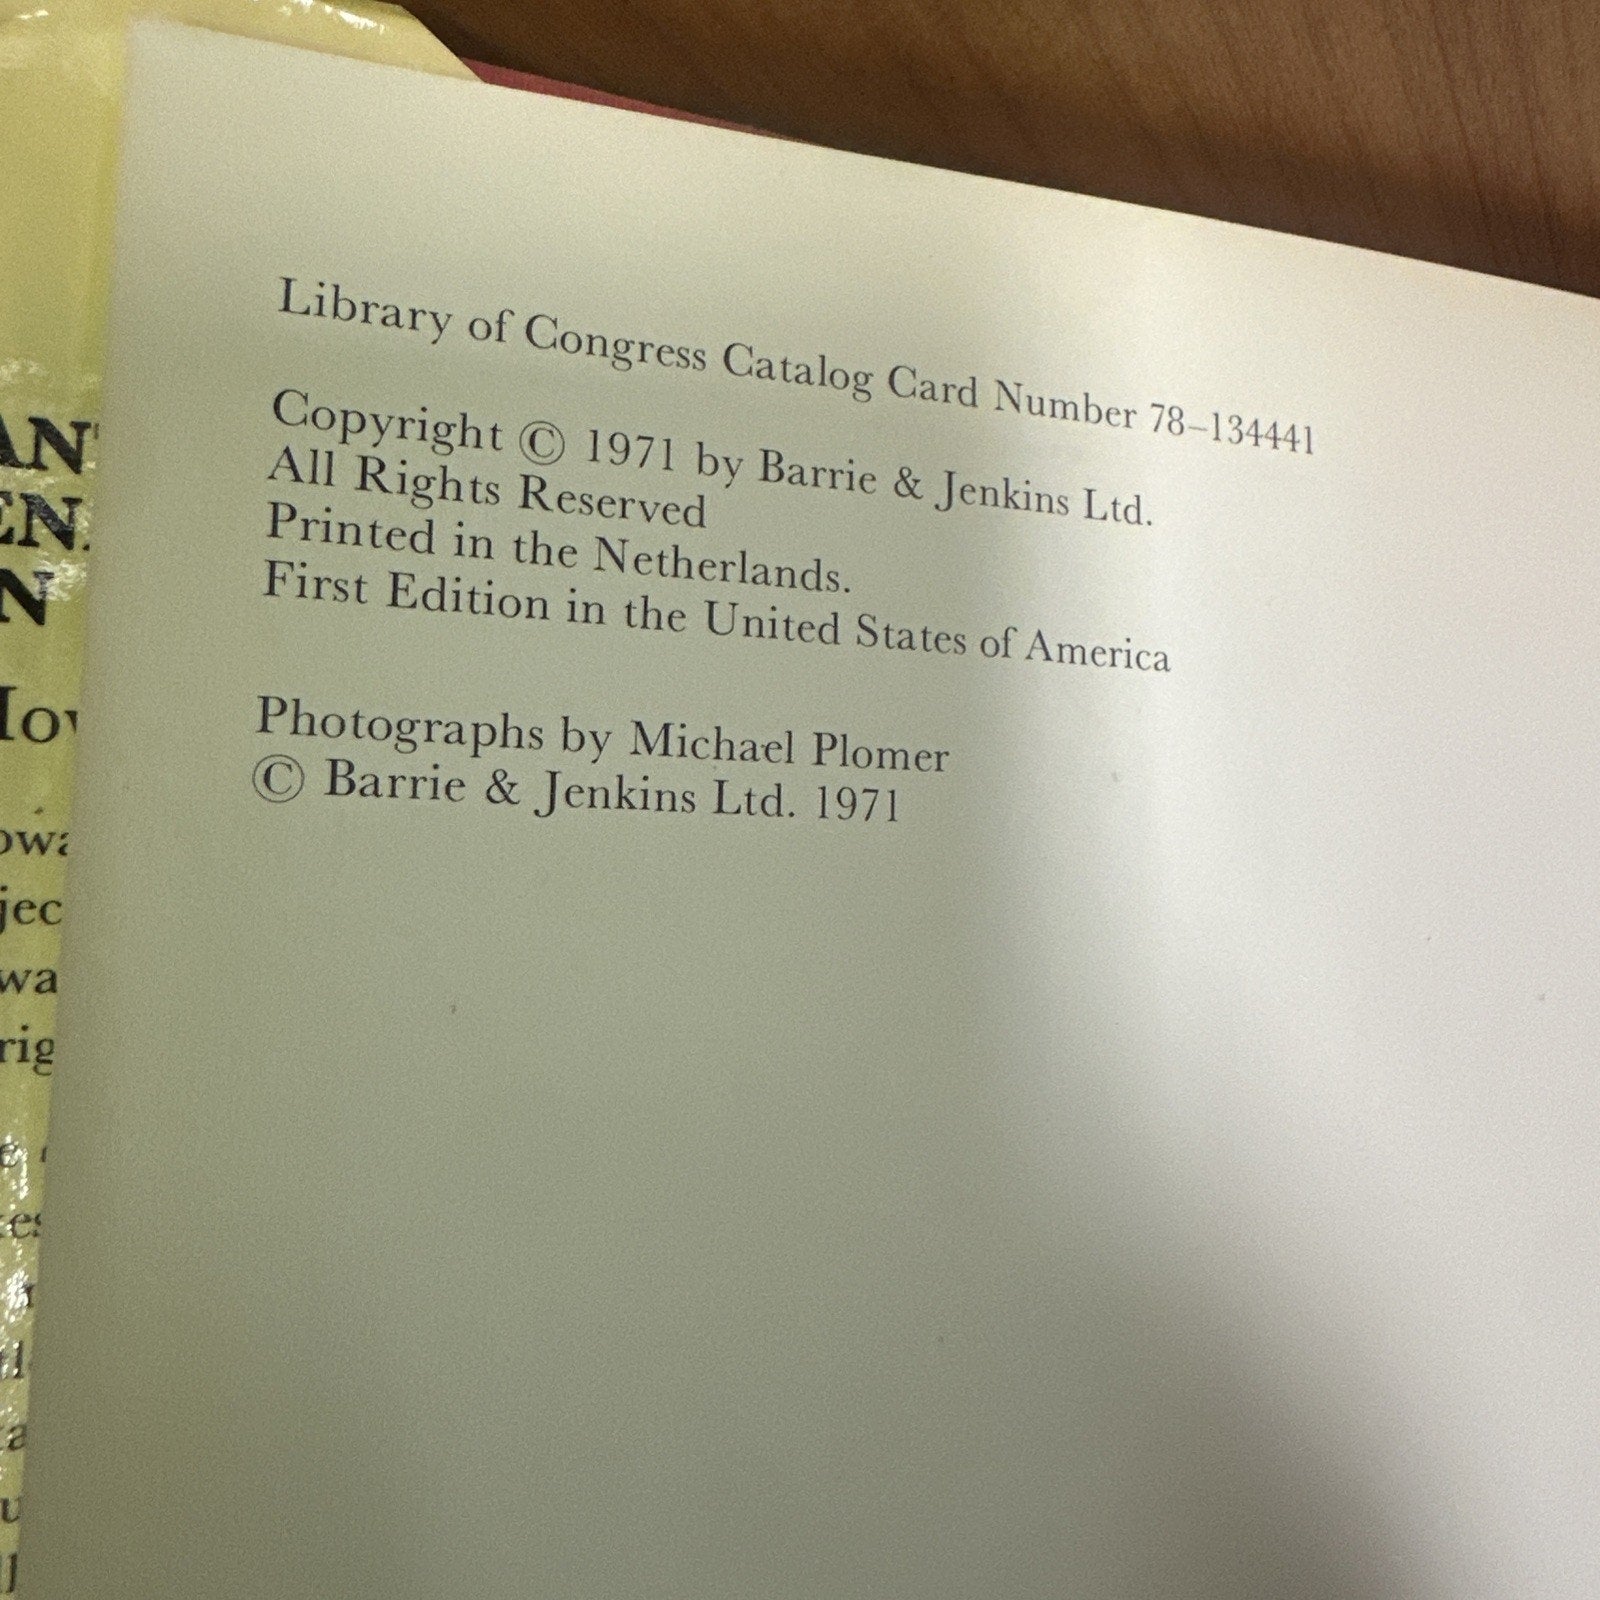 Library of Congress Catalog Card Number 78–134441
Copyright © 1971 by Barrie & Jenkins Ltd.
All Rights Reserved
Printed in the Netherlands.
First Edition in the United States of America
Photographs by Michael Plomer
© Barrie & Jenkins Ltd. 1971